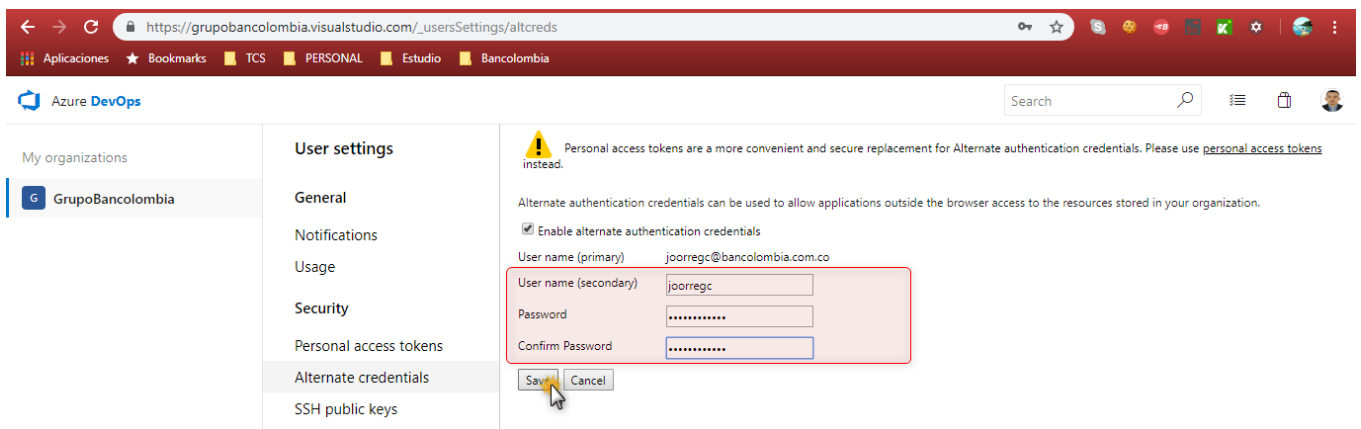 https://grupobancolombia.visualstudio.com/_usersSettings/altcreds
Aplicaciones Bookmarks TCS PERSONAL Estudio Bancolombia
Azure DevOps
Search
My organizations
G GrupoBancolombia
User settings
General
Notifications
Usage
Security
Personal access tokens
Alternate credentials
SSH public keys
Personal access tokens are a more convenient and secure replacement for Alternate authentication credentials. Please use personal access tokens
instead.
Alternate authentication credentials can be used to allow applications outside the browser access to the resources stored in your organization.
Enable alternate authentication credentials
User name (primary) joorregc@bancolombia.com.co
User name (secondary) joorregc
Password ••••••••••••
Confirm Password ••••••••••••
Save Cancel